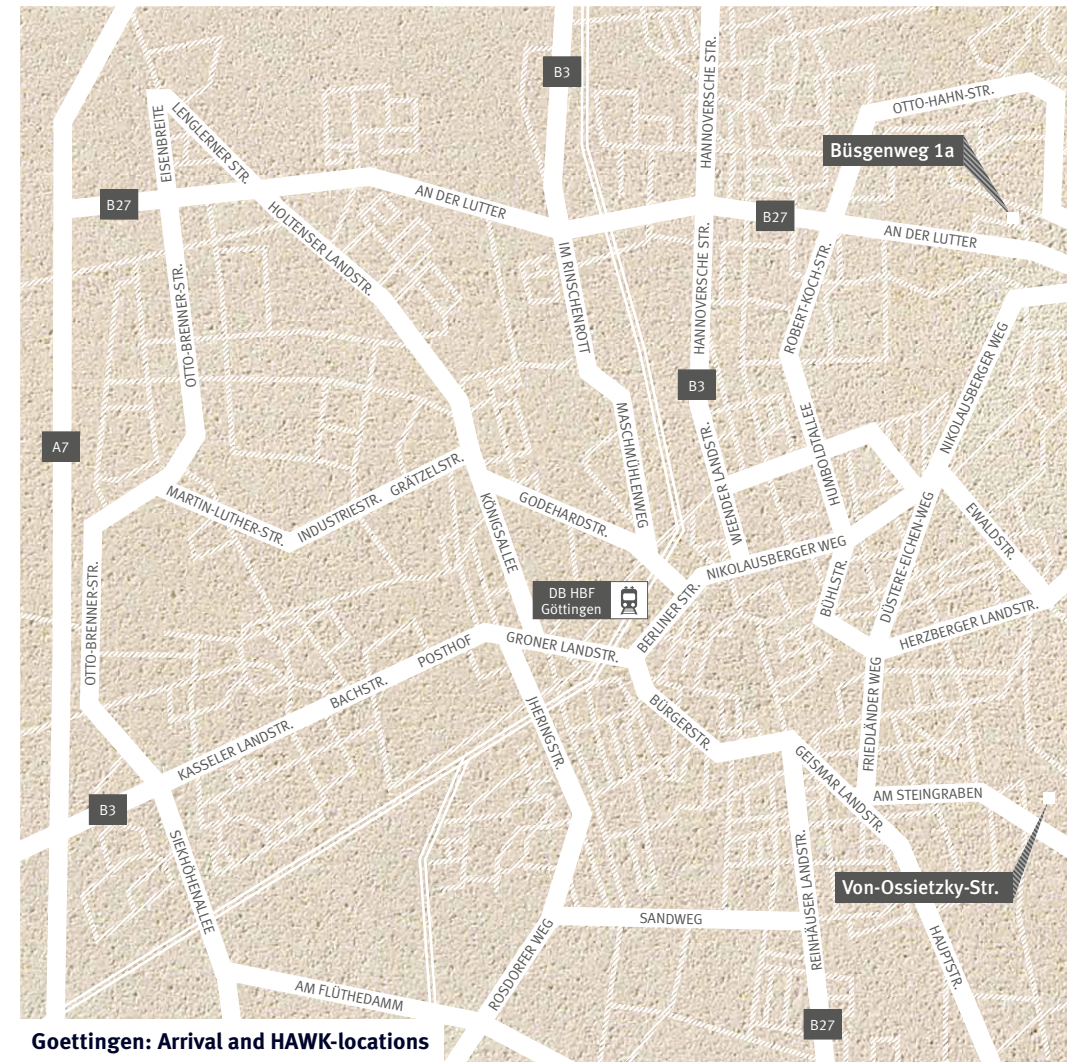 B3
HANNOVERSCHE STR.
OTTO-HAHN-STR.
EISENBREITE
LENGLERNER STR.
Büsgenweg 1a
B27
AN DER LUTTER
B27
AN DER LUTTER
HOLTENSER LANDSTR.
IM RINSCHENROTT
HANNOVERSCHE STR.
ROBERT-KOCH-STR.
OTTO-BRENNER-STR.
NIKOLAUSBERGER WEG
B3
A7
MASCHMÜHLENWEG
WEENDER LANDSTR.
HUMBOLDTALLEE
MARTIN-LUTHER-STR.
INDUSTRIESTR.
GRÄTZELSTR.
KÖNIGSALLEE
GODEHARDSTR.
NIKOLAUSBERGER WEG
DÜSTERE-EICHEN-WEG
EWALDSTR.
DB HBF
Göttingen
BERLINER STR.
BÜHLSTR.
HERZBERGER LANDSTR.
OTTO-BRENNER-STR.
KASSELER LANDSTR.
BACHSTR.
POSTHOF
GRONER LANDSTR.
JHERINGSTR.
BÜRGERSTR.
FRIEDLÄNDER WEG
GEISMAR LANDSTR.
AM STEINGRABEN
B3
SIEKHÖHENALLEE
Von-Ossietzky-Str.
SANDWEG
REINHÄUSER LANDSTR.
HAUPTSTR.
ROSDORFER WEG
AM FLÜTHEDAMM
B27
Goettingen: Arrival and HAWK-locations